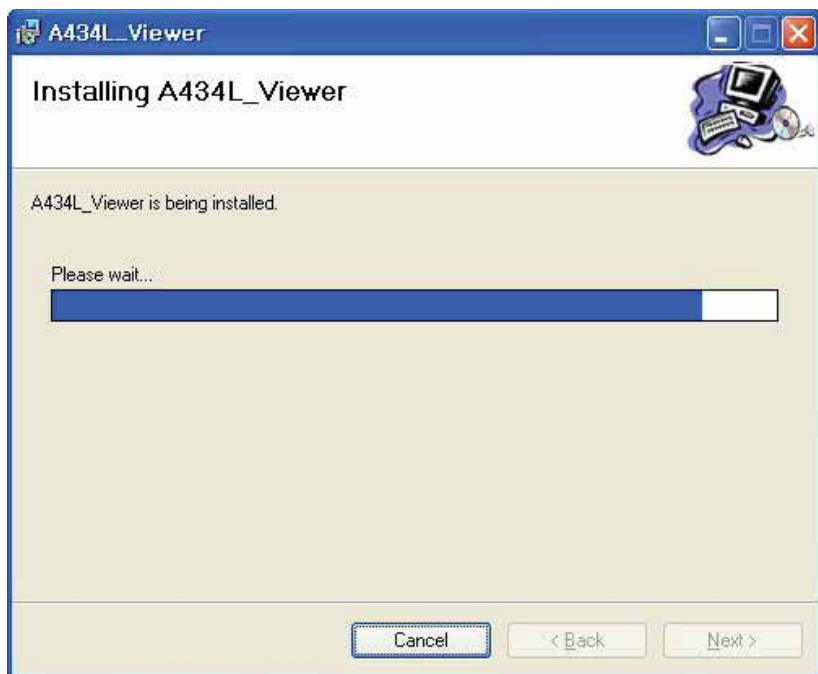 A434L_Viewer
Installing A434L_Viewer
A434L_Viewer is being installed.
Please wait...
Cancel
< Back
Next >